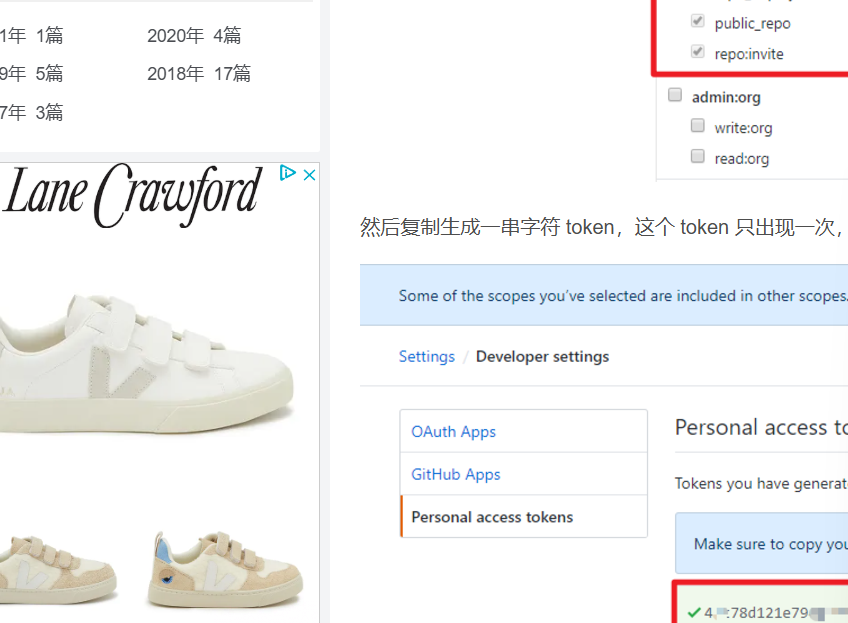 1年 1篇
2020年 4篇
9年 5篇
2018年 17篇
7年 3篇
Lane Crawford
public_repo
repo:invite
admin:org
write:org
read:org
然后复制生成一串字符 token，这个 token 只出现一次，
Some of the scopes you've selected are included in other scopes.
Settings / Developer settings
OAuth Apps
GitHub Apps
Personal access tokens
Personal access to
Tokens you have generat
Make sure to copy you
78d121e79